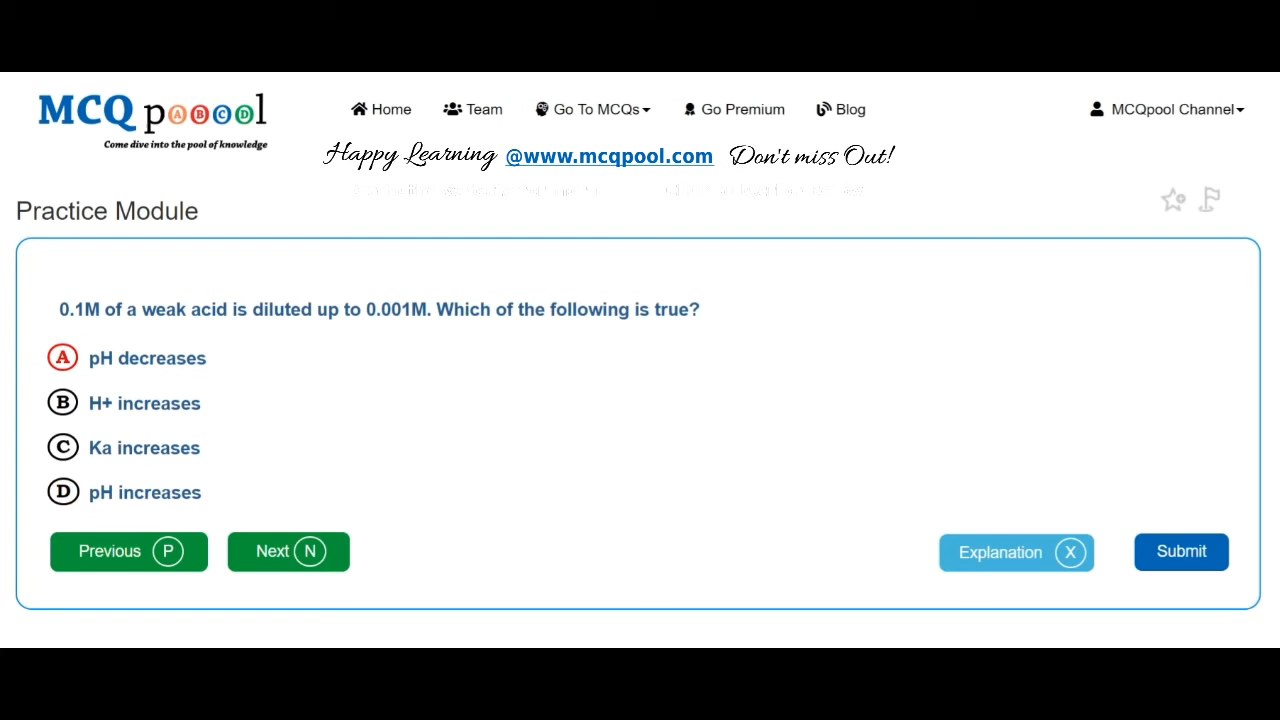 MCQ pABCDl
Come dive into the pool of knowledge
Home Team Go To MCQs Go Premium Blog MCQpool Channel
Happy Learning @www.mcqpool.com Don't miss Out!
Practice Module
0.1M of a weak acid is diluted up to 0.001M. Which of the following is true?
A pH decreases
B H+ increases
C Ka increases
D pH increases
Previous P Next N Explanation X Submit